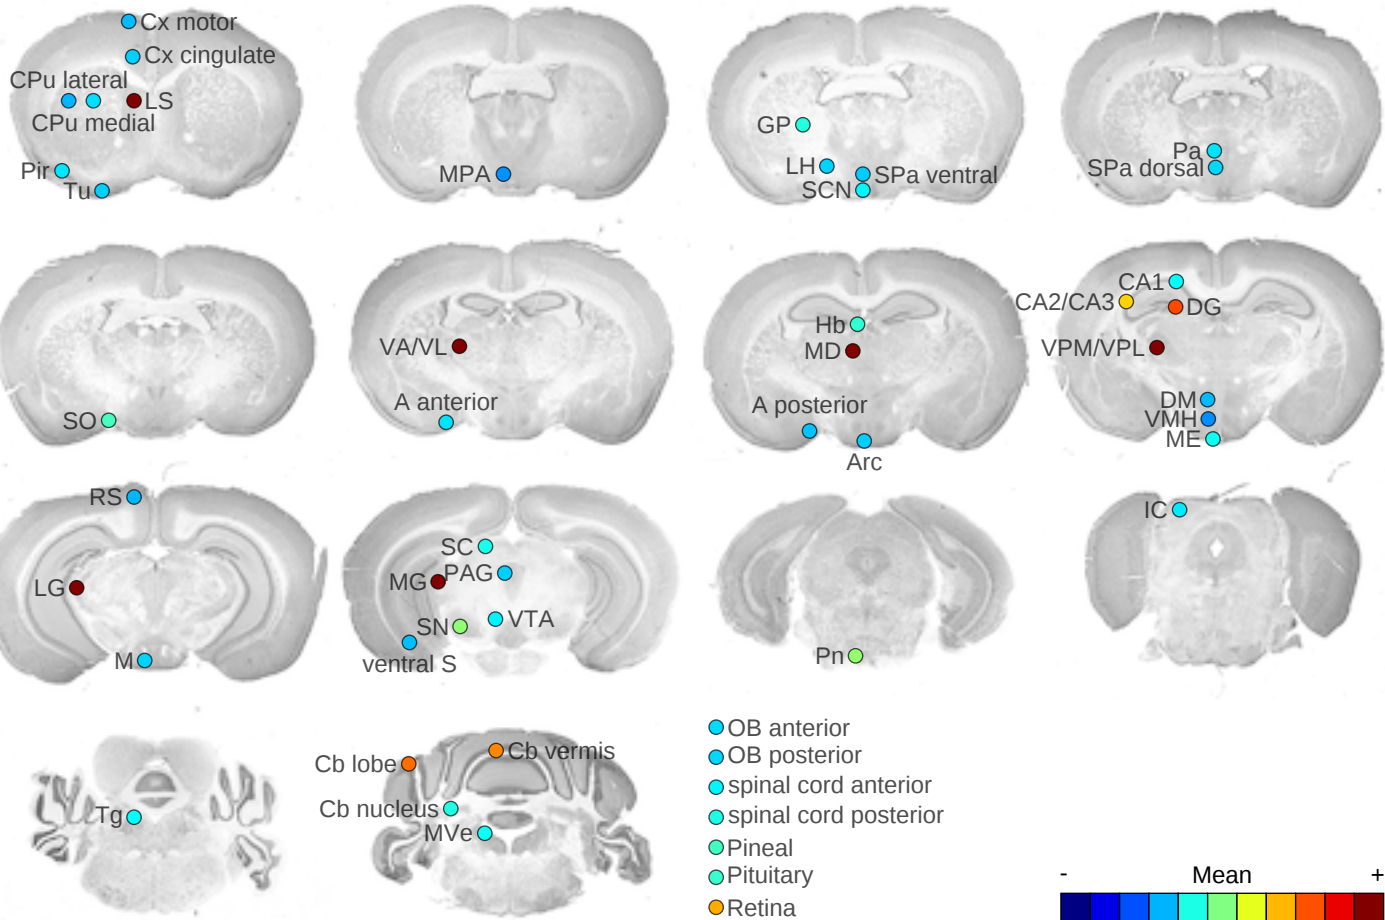 Cx motor
Cx cingulate
CPu lateral
LS
CPu medial
Pir
Tu
MPA
GP
LH
SPa ventral
SCN
Pa
SPa dorsal
SO
VA/VL
A anterior
Hb
MD
A posterior
Arc
CA1
CA2/CA3
DG
VPM/VPL
DM
VMH
ME
RS
LG
M
SC
MG
PAG
SN
VTA
ventral S
Pn
IC
Tg
Cb lobe
Cb vermis
Cb nucleus
MVe
OB anterior
OB posterior
spinal cord anterior
spinal cord posterior
Pineal
Pituitary
Retina
- Mean +